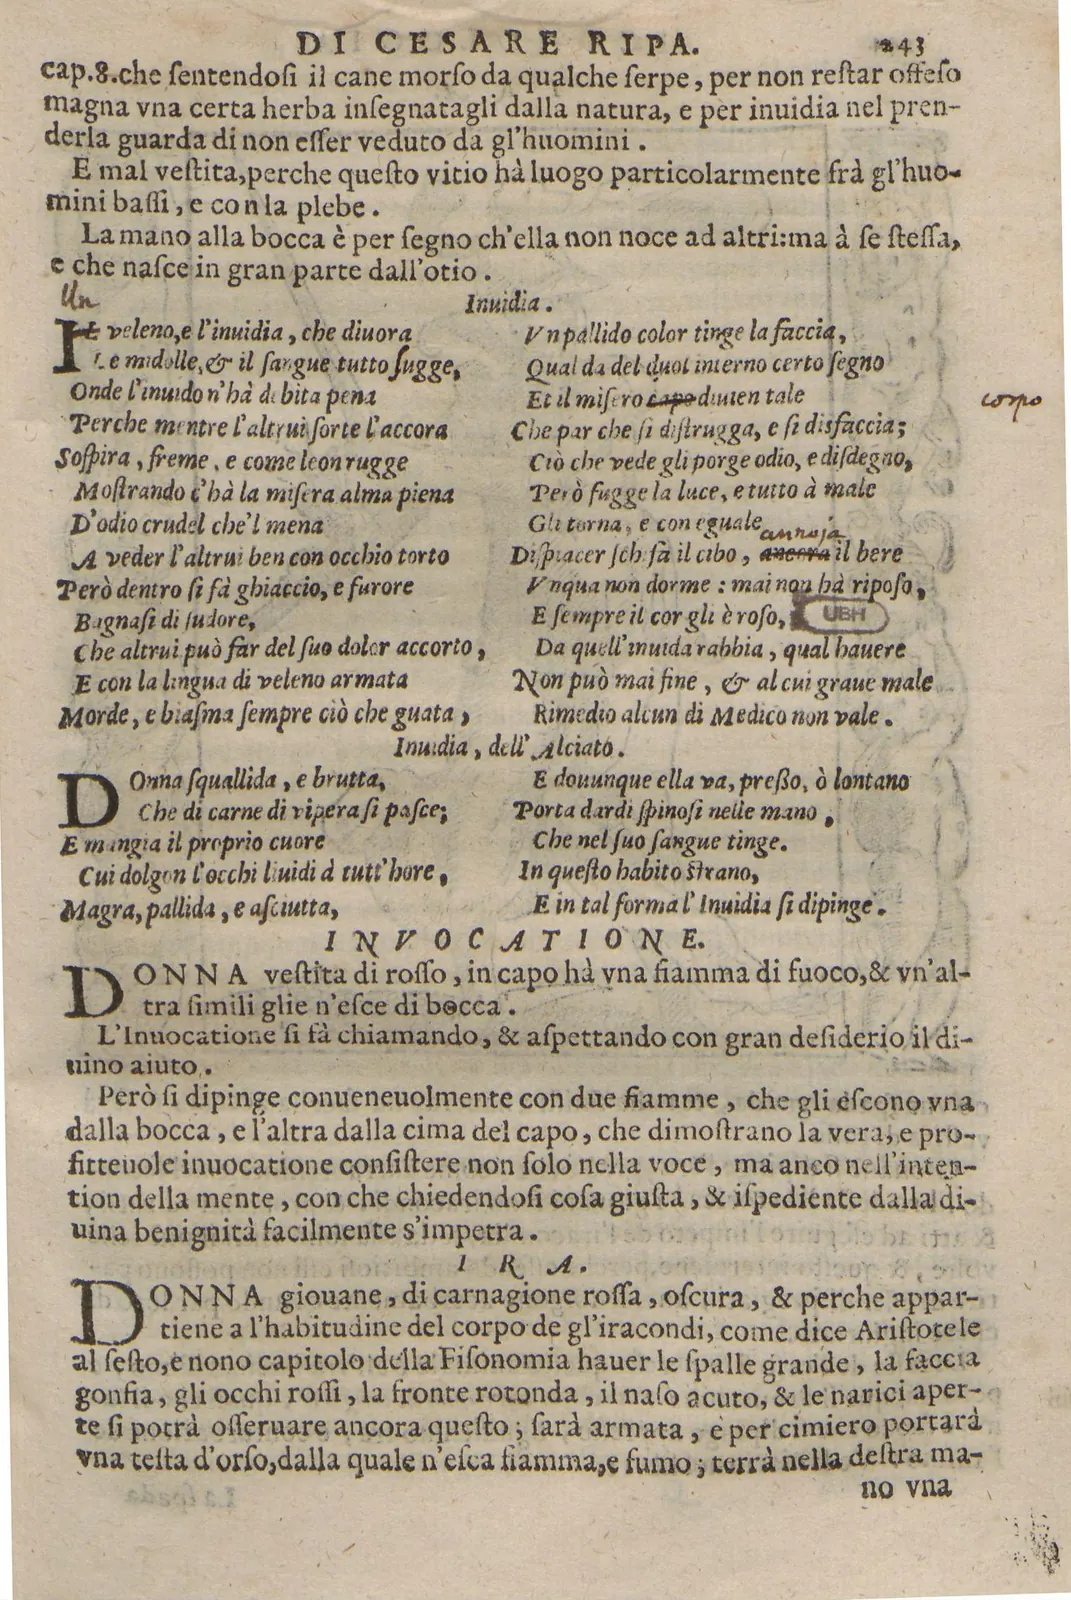 DI CESARE RIPA. 243
cap.8.che ſentendoſi il cane morſo da qualche ſerpe, per non reſtar offeſo
magna vna certa herba inſegnatagli dalla natura, e per inuidia nel pren-
derla guarda di non eſſer veduto da gl'huomini.
E mal veſtita,perche queſto vitio hà luogo particolarmente frà gl'huo-
mini baſſi, e con la plebe.
La mano alla bocca è per ſegno ch'ella non noce ad altri:ma à ſe ſteſſa,
e che naſce in gran parte dall'otio.
Inuidia.
Un
IL veleno,e l'inuidia, che diuora
Le midolle, & il ſangue tutto ſugge,
Onde l'inuido n'hà debita pena
Perche mentre l'altrui ſorte l'accora
Soſpira, freme, e come leon rugge
Moſtrando c'hà la miſera alma piena
D'odio crudel che'l mena
A veder l'altrui ben con occhio torto
Però dentro ſi fà ghiaccio, e furore
Bagnaſi di ſudore,
Che altrui può far del ſuo dolor accorto,
E con la lingua di veleno armata
Morde, e biaſma ſempre ciò che guata,
Vn pallido color tinge la faccia,
Qual da del duol interno certo ſegno
Et il miſero capo diuien tale
corpo
Che par che ſi diſtrugga, e ſi disfaccia;
Ciò che vede gli porge odio, e diſdegno,
Però fugge la luce, e tutto à male
Gli torna, e con eguale
annoja
Diſpiacer ſchifa il cibo, ancora il bere
Vnqua non dorme: mai non hà ripoſo,
E ſempre il cor gli è roſo,
UBH
Da quell'inuida rabbia, qual hauere
Non può mai fine, & al cui graue male
Rimedio alcun di Medico non vale.
Inuidia, dell'Alciato.
DOnna ſquallida, e brutta,
Che di carne di vipera ſi paſce;
E mangia il proprio cuore
Cui dolgon l'occhi liuidi à tutt'hore,
Magra, pallida, e aſciutta,
E douunque ella va, preſſo, ò lontano
Porta dardi ſpinoſi nelle mano,
Che nel ſuo ſangue tinge.
In queſto habito ſtrano,
E in tal forma l'Inuidia ſi dipinge.
INVOCATIONE.
DONNA veſtita di roſſo, in capo hà vna fiamma di fuoco,& vn'al-
tra ſimili glie n'eſce di bocca.
L'Inuocatione ſi fà chiamando, & aſpettando con gran deſiderio il di-
uino aiuto.
Però ſi dipinge conueneuolmente con due fiamme, che gli eſcono vna
dalla bocca, e l'altra dalla cima del capo, che dimoſtrano la vera, e pro-
fitteuole inuocatione conſiſtere non ſolo nella voce, ma anco nell'inten-
tion della mente, con che chiedendoſi coſa giuſta, & iſpediente dalla di-
uina benignità facilmente s'impetra.
IRA.
DONNA giouane, di carnagione roſſa, oſcura, & perche appar-
tiene a l'habitudine del corpo de gl'iracondi, come dice Ariſtotele
al ſeſto,e nono capitolo della Fiſonomia hauer le ſpalle grande, la faccia
gonfia, gli occhi roſſi, la fronte rotonda, il naſo acuto, & le narici aper-
te ſi potrà oſſeruare ancora queſto; ſarà armata, e per cimiero portarà
vna teſta d'orſo,dalla quale n'eſca fiamma,e fumo; terrà nella deſtra ma-
no vna